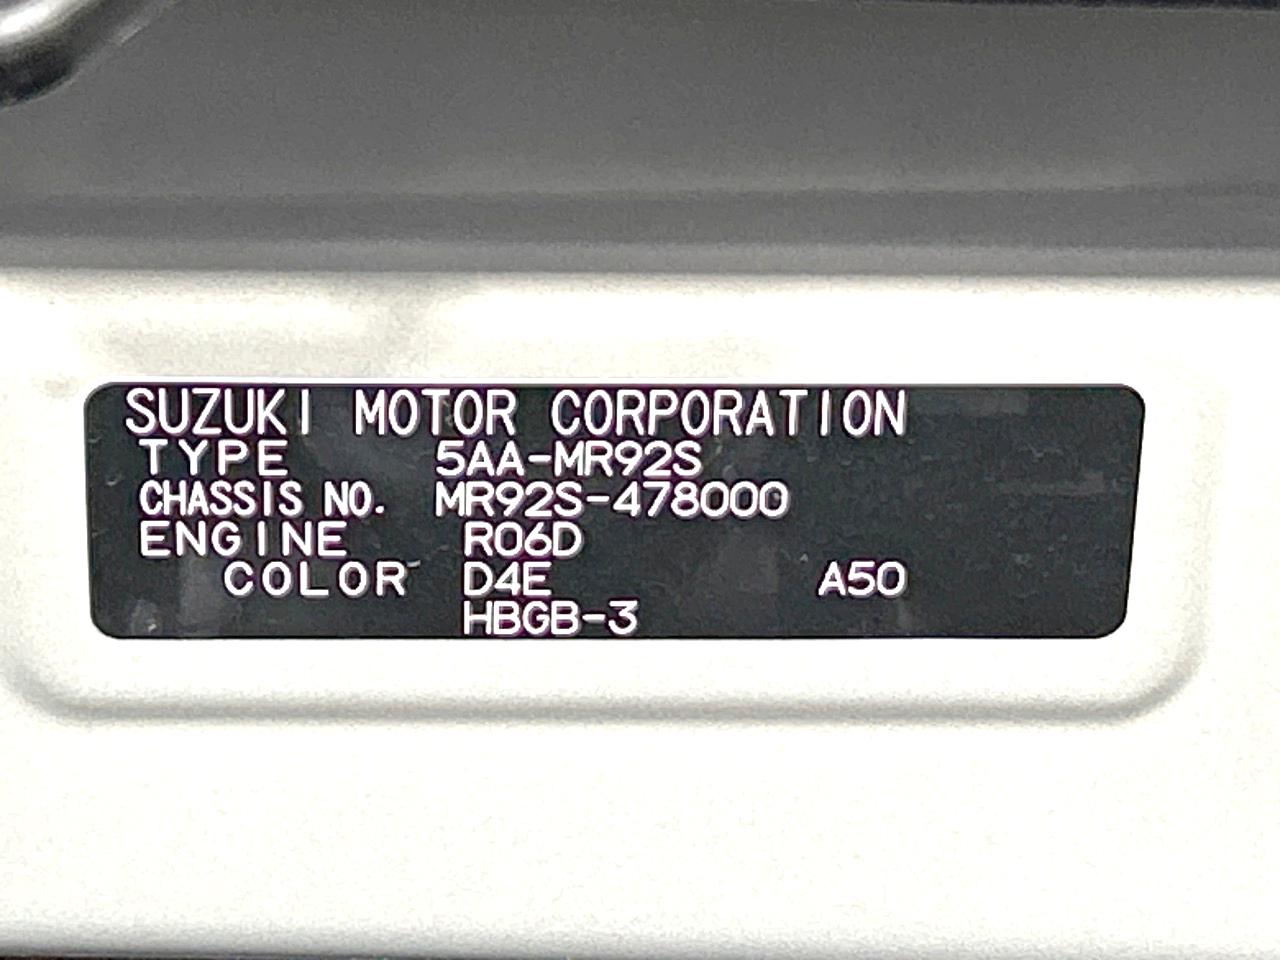 SUZUKI MOTOR CORPORATION
TYPE 5AA-MR92S
CHASSIS NO. MR92S-478000
ENGINE R06D
COLOR D4E A50
HBGB-3